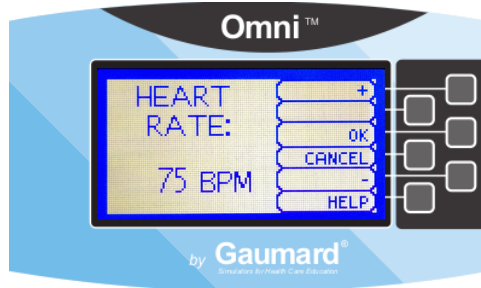 Omni™
HEART
RATE:
75 BPM
+
OK
CANCEL
-
HELP
by Gaumard®
Simulators for Health Care Education